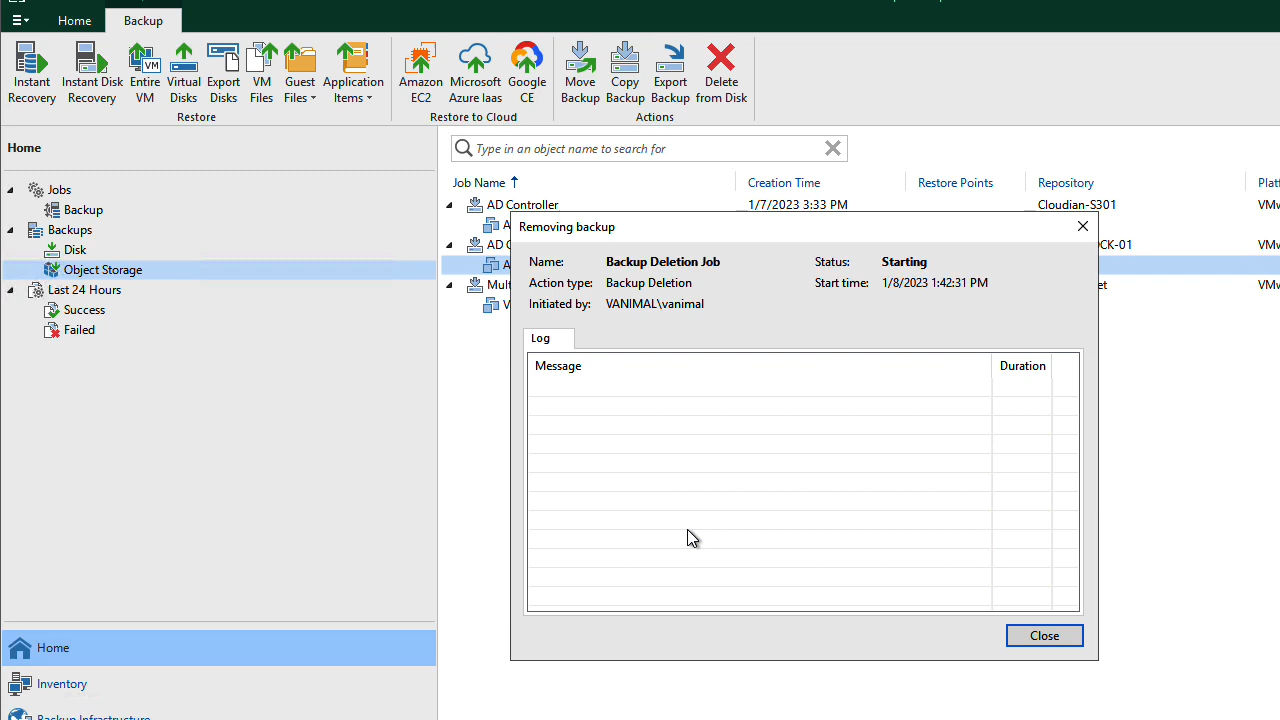 Home Backup
Instant Recovery
Instant Disk Recovery
Entire VM
Virtual Disks
Export Disks
VM Files
Guest Files
Application Items
Amazon EC2
Microsoft Azure Iaas
Google CE
Move Backup
Copy Backup
Export Backup
Delete from Disk
Restore
Restore to Cloud
Actions
Home
Jobs
Backup
Backups
Disk
Object Storage
Last 24 Hours
Success
Failed
Home
Inventory
Backup Infrastructure
Type in an object name to search for
Job Name Creation Time Restore Points Repository
AD Controller 1/7/2023 3:33 PM Cloudian-S301
Removing backup
Name: Backup Deletion Job Status: Starting
Action type: Backup Deletion Start time: 1/8/2023 1:42:31 PM
Initiated by: VANIMAL\vanimal
Log
Message Duration
Close